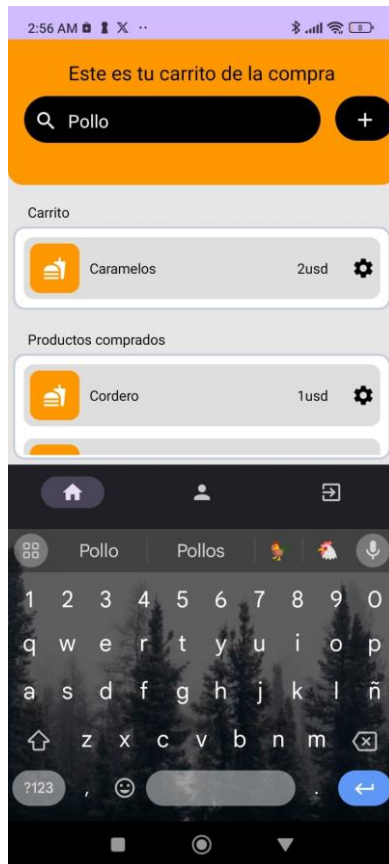 2:56 AM
Este es tu carrito de la compra
Pollo
+
Carrito
Caramelos 2usd
Productos comprados
Cordero 1usd
Pollo Pollos
1 2 3 4 5 6 7 8 9 0
q w e r t y u i o p
a s d f g h j k l ñ
z x c v b n m
?123 , .